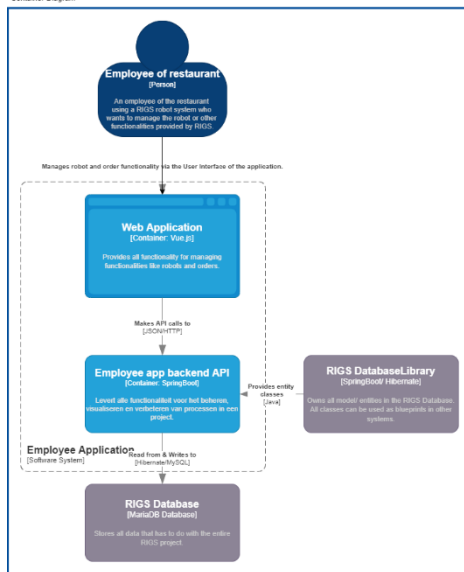 Container Diagram
Employee of restaurant
[Person]
An employee of the restaurant
using a RIGS robot system who
wants to manage the robot or other
functionalities provided by RIGS
Manages robot and order functionality via the User Interface of the application.
Web Application
[Container: Vue.js]
Provides all functionality for managing
functionalities like robots and orders.
Makes API calls to
[JSON/HTTP]
Employee app backend API
[Container: SpringBoot]
Levert alle functionaliteit voor het beheren,
visualiseren en verbeteren van processen in een
project.
Provides entity
classes
[Java]
RIGS DatabaseLibrary
[SpringBoot/ Hibernate]
Owns all model/ entities in the RIGS Database.
All classes can be used as blueprints in other
systems.
Employee Application
[Software System]
Read from & Writes to
[Hibernate/MySQL]
RIGS Database
[MariaDB Database]
Stores all data that has to do with the entire
RIGS project.